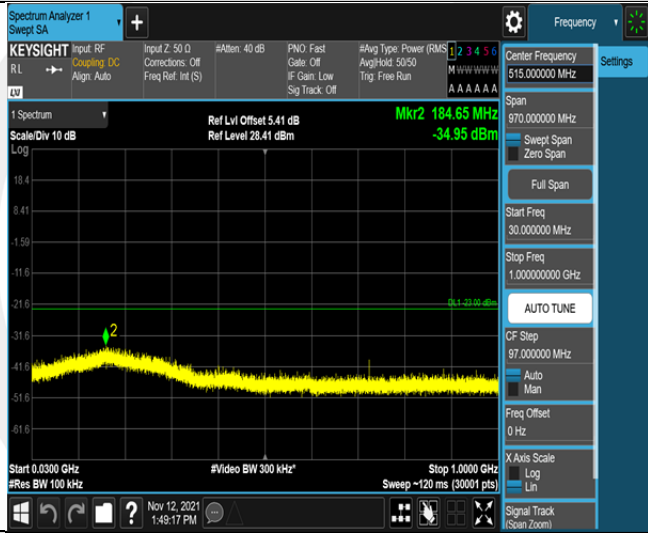 Spectrum Analyzer 1
Swept SA
Frequency
KEYSIGHT
RL
Input: RF
Coupling: DC
Align: Auto
Input Z: 50 Ω
Corrections: Off
Freq Ref: Int (S)
#Atten: 40 dB
PNO: Fast
Gate: Off
IF Gain: Low
Sig Track: Off
#Avg Type: Power (RMS
Avg|Hold: 50/50
Trig: Free Run
1 2 3 4 5 6
M W W W W W
A A A A A A
LXI
1 Spectrum
Scale/Div 10 dB
Log
Ref Lvl Offset 5.41 dB
Ref Level 28.41 dBm
Mkr2 184.65 MHz
-34.95 dBm
18.4
8.41
-1.59
-11.6
-21.6
-31.6
-41.6
-51.6
-61.6
DL1 -23.00 dBm
2
Start 0.0300 GHz
#Res BW 100 kHz
#Video BW 300 kHz*
Stop 1.0000 GHz
Sweep ~120 ms (30001 pts)
Nov 12, 2021
1:49:17 PM
Center Frequency
515.000000 MHz
Settings
Span
970.000000 MHz
Swept Span
Zero Span
Full Span
Start Freq
30.000000 MHz
Stop Freq
1.000000000 GHz
AUTO TUNE
CF Step
97.000000 MHz
Auto
Man
Freq Offset
0 Hz
X Axis Scale
Log
Lin
Signal Track
(Span Zoom)